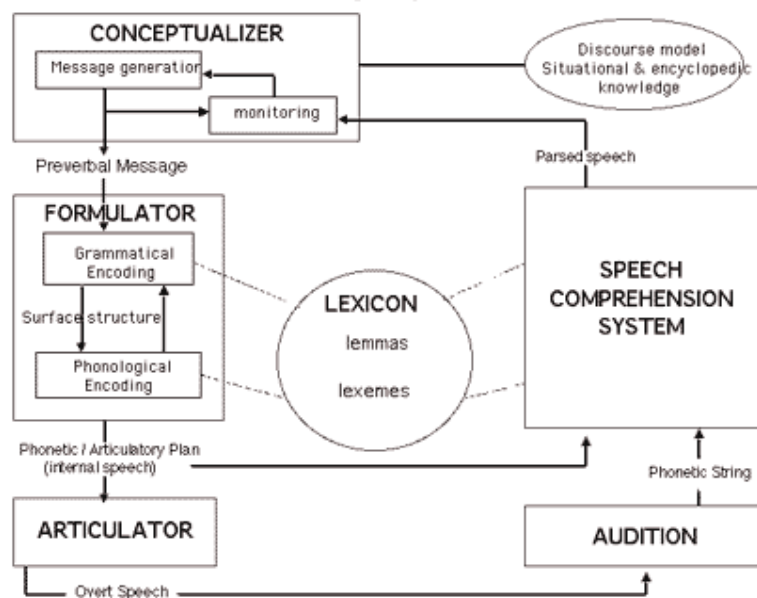 CONCEPTUALIZER
Message generation
monitoring
Discourse model
Situational & encyclopedic
knowledge
Preverbal Message
Parsed speech
FORMULATOR
Grammatical
Encoding
Surface structure
Phonological
Encoding
LEXICON
lemmas
lexemes
SPEECH
COMPREHENSION
SYSTEM
Phonetic / Articulatory Plan
(internal speech)
Phonetic String
ARTICULATOR
AUDITION
Overt Speech